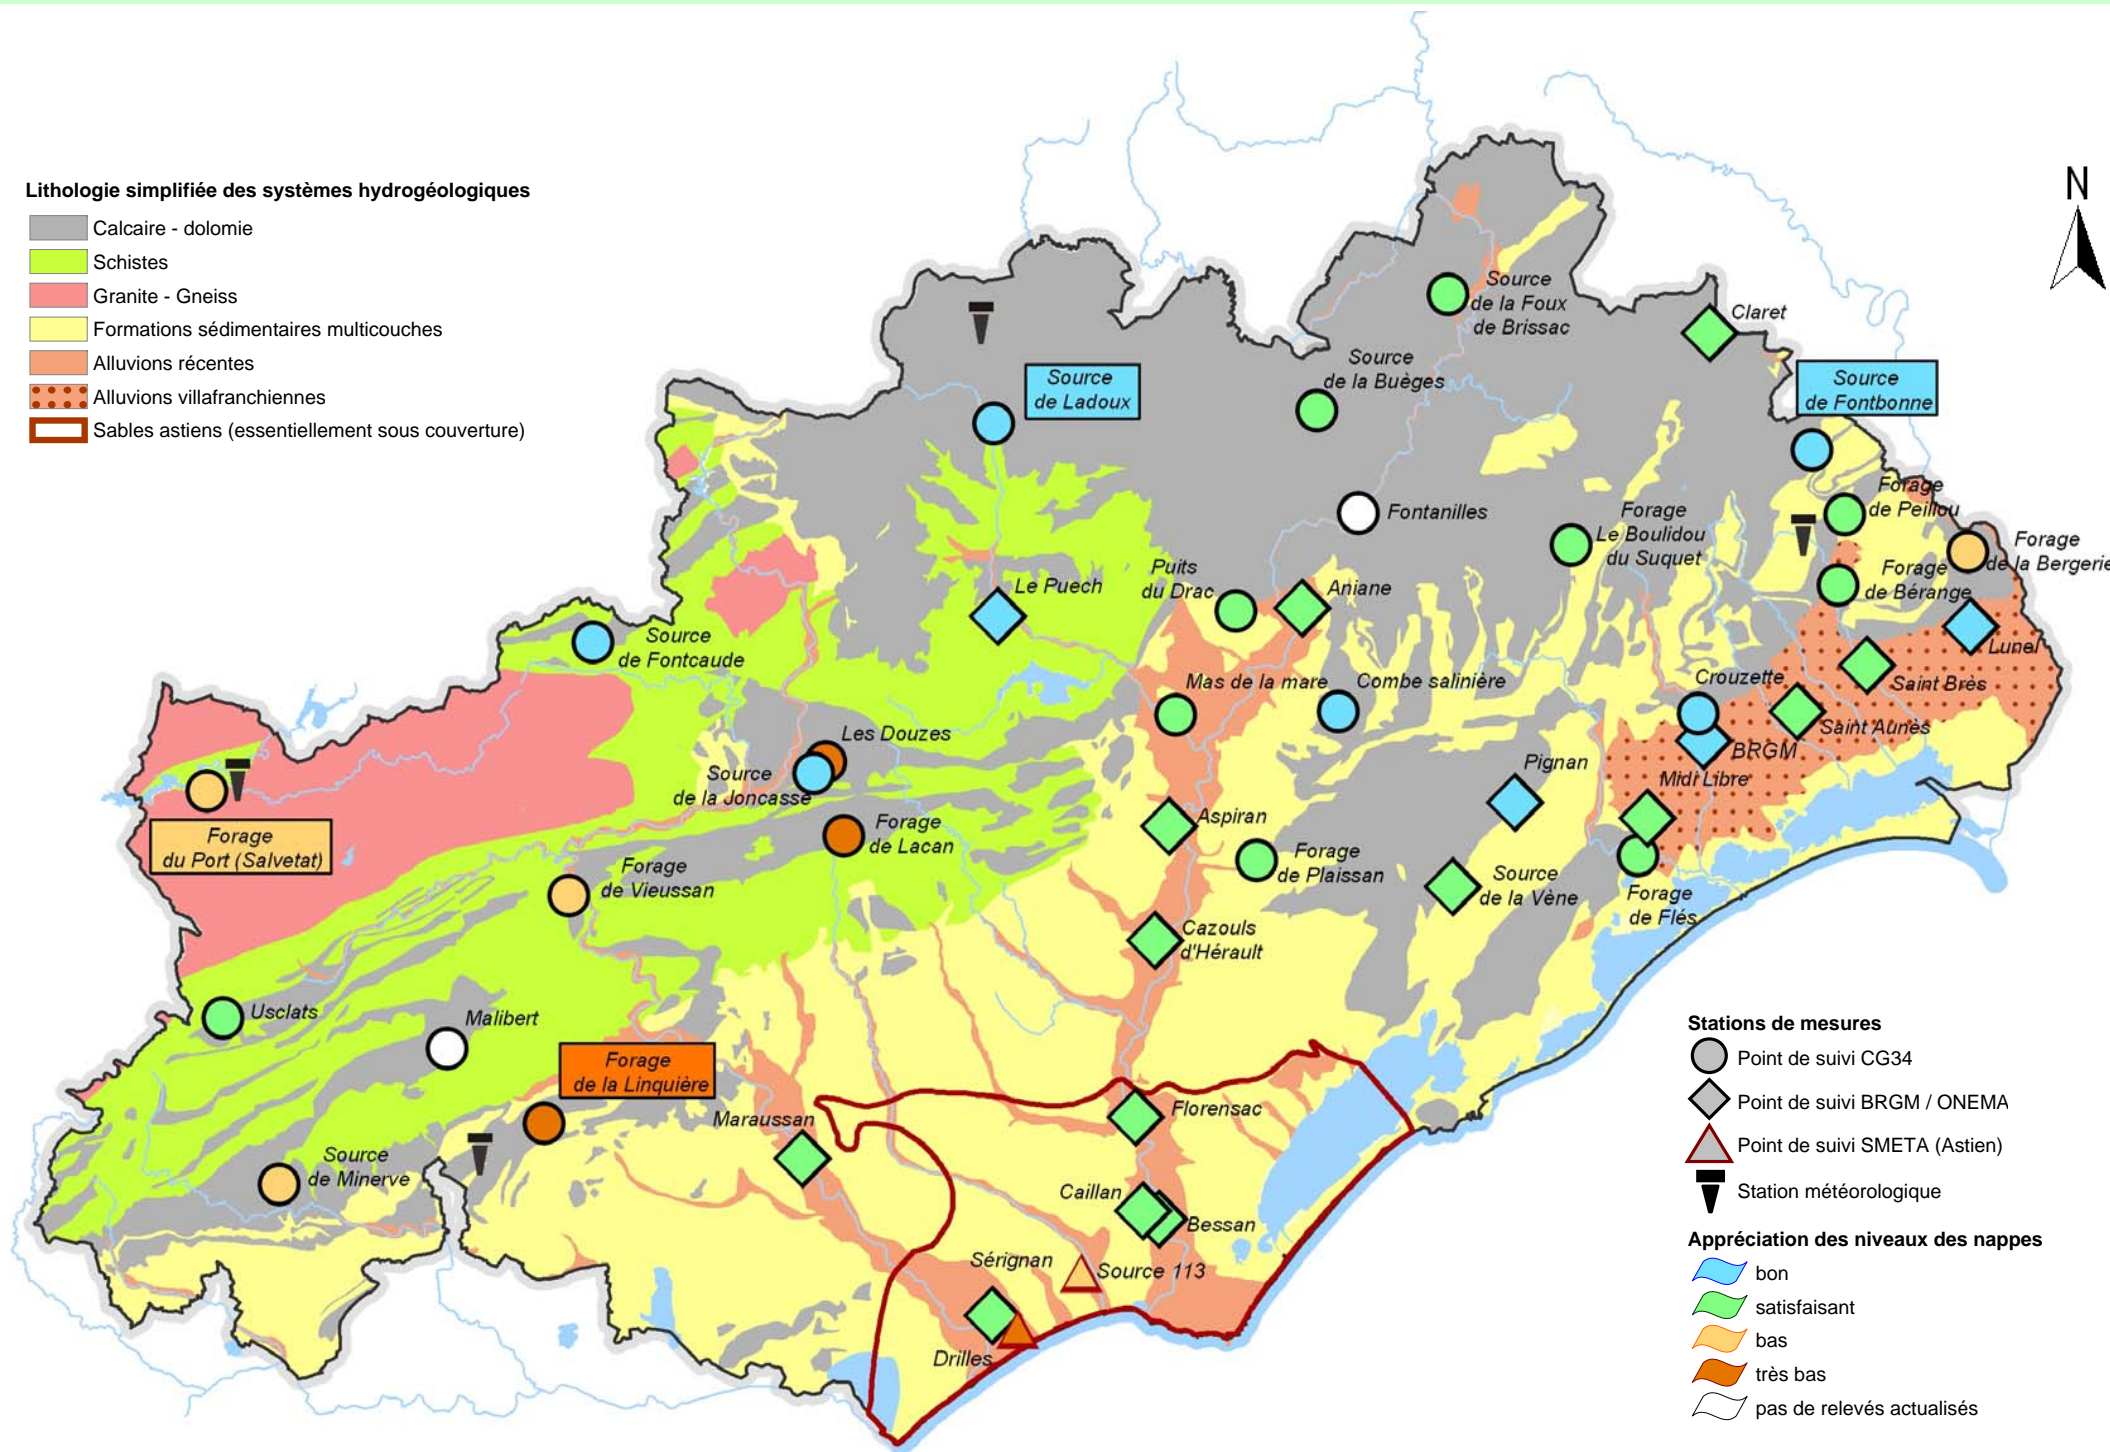 Lithologie simplifiée des systèmes hydrogéologiques
Calcaire - dolomie
Schistes
Granite - Gneiss
Formations sédimentaires multicouches
Alluvions récentes
Alluvions villafranchiennes
Sables astiens (essentiellement sous couverture)
N
Source
de la Foux
de Brissac
Claret
Source
de la Buèges
Source
de Ladoux
Source
de Fontbonne
Fontanilles
Forage
Le Boulidou
du Suquet
Forage
de Peillou
Forage
de la Bergerie
Forage
de Bérange
Puits
du Drac
Aniane
Le Puech
Source
de Fontcaude
Lunel
Saint Brès
Mas de la mare
Combe salinière
Crouzette
Saint Aunès
BRGM
Les Douzes
Source
de la Joncasse
Pignan
Midi Libre
Forage
du Port (Salvetat)
Forage
de Lacan
Aspiran
Forage
de Plaissan
Source
de la Vène
Forage
de Flés
Forage
de Vieussan
Cazouls
d'Hérault
Usclats
Malibert
Forage
de la Linquière
Maraussan
Florensac
Source
de Minerve
Caillan
Bessan
Sérignan
Source 113
Drilles
Stations de mesures
Point de suivi CG34
Point de suivi BRGM / ONEMA
Point de suivi SMETA (Astien)
Station météorologique
Appréciation des niveaux des nappes
bon
satisfaisant
bas
très bas
pas de relevés actualisés